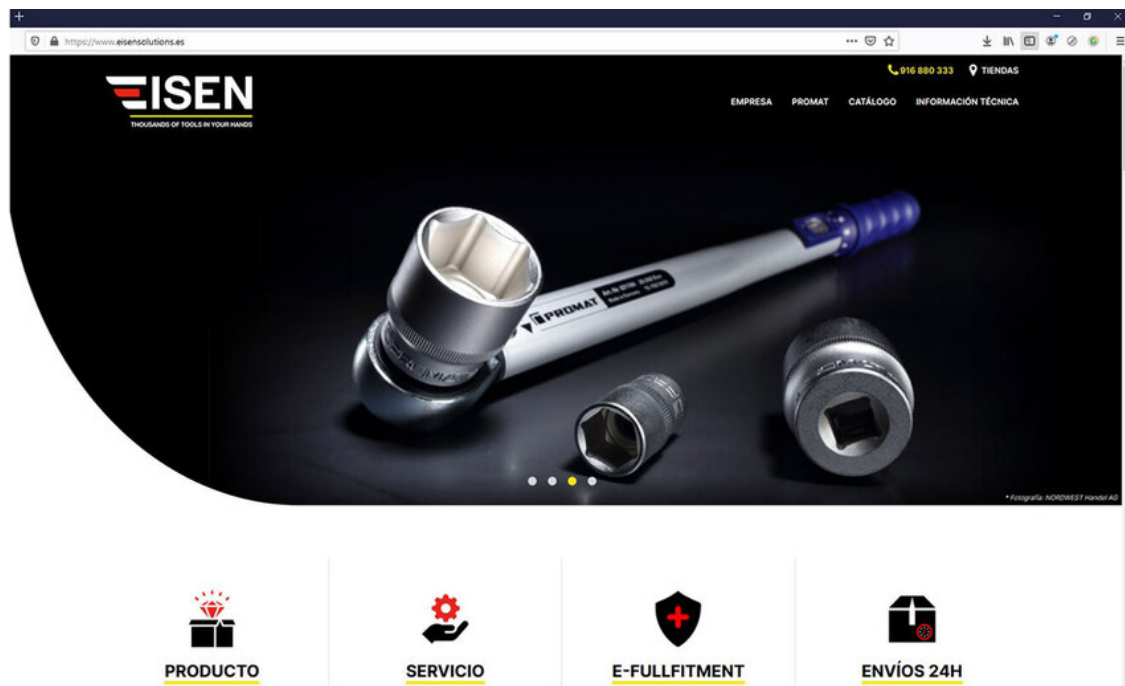 https://www.eisensolutions.es
916 880 333 TIENDAS
EISEN
THOUSANDS OF TOOLS IN YOUR HANDS
EMPRESA PROMAT CATÁLOGO INFORMACIÓN TÉCNICA
PROMAT
* Fotografía: NORDWEST Handel AG
PRODUCTO SERVICIO E-FULLFITMENT ENVÍOS 24H